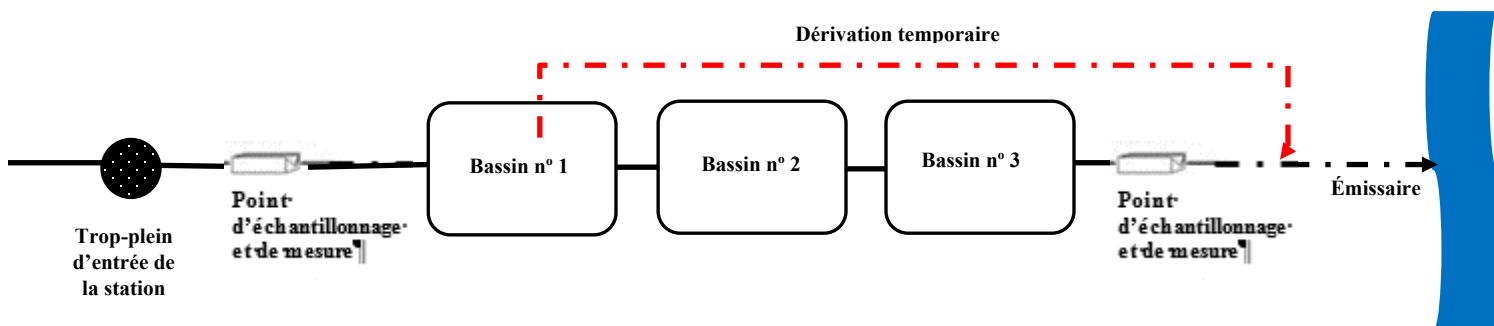 Dérivation temporaire
Bassin nº 1
Bassin nº 2
Bassin nº 3
Point·
d’échantillonnage·
et·de·mesure¶
Point·
d’échantillonnage·
et·de·mesure¶
Émissaire
Trop-plein
d’entrée de
la station